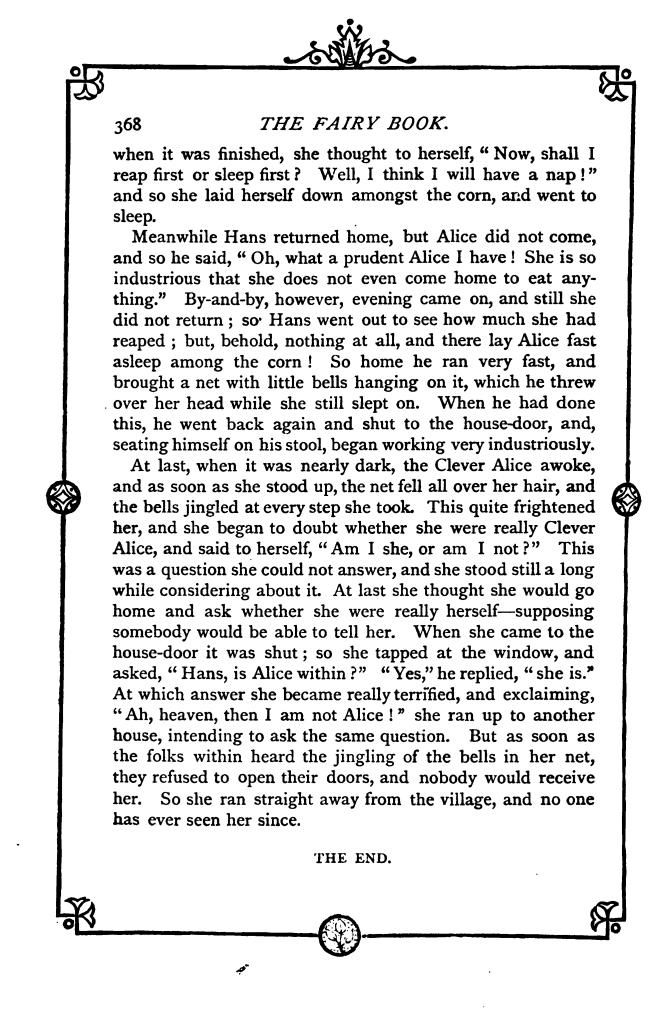 368 THE FAIRY BOOK.
when it was finished, she thought to herself, “ Now, shall I
reap first or sleep first ? Well, I think I will have a nap ! ”
and so she laid herself down amongst the corn, and went to
sleep.
Meanwhile Hans returned home, but Alice did not come,
and so he said, “ Oh, what a prudent Alice I have ! She is so
industrious that she does not even come home to eat any-
thing.” By-and-by, however, evening came on, and still she
did not return ; so Hans went out to see how much she had
reaped ; but, behold, nothing at all, and there lay Alice fast
asleep among the corn ! So home he ran very fast, and
brought a net with little bells hanging on it, which he threw
over her head while she still slept on. When he had done
this, he went back again and shut to the house-door, and,
seating himself on his stool, began working very industriously.
At last, when it was nearly dark, the Clever Alice awoke,
and as soon as she stood up, the net fell all over her hair, and
the bells jingled at every step she took. This quite frightened
her, and she began to doubt whether she were really Clever
Alice, and said to herself, “ Am I she, or am I not ? ” This
was a question she could not answer, and she stood still a long
while considering about it. At last she thought she would go
home and ask whether she were really herself—supposing
somebody would be able to tell her. When she came to the
house-door it was shut ; so she tapped at the window, and
asked, “ Hans, is Alice within ? ” “ Yes,” he replied, “ she is.”
At which answer she became really terrified, and exclaiming,
“ Ah, heaven, then I am not Alice ! ” she ran up to another
house, intending to ask the same question. But as soon as
the folks within heard the jingling of the bells in her net,
they refused to open their doors, and nobody would receive
her. So she ran straight away from the village, and no one
has ever seen her since.
THE END.